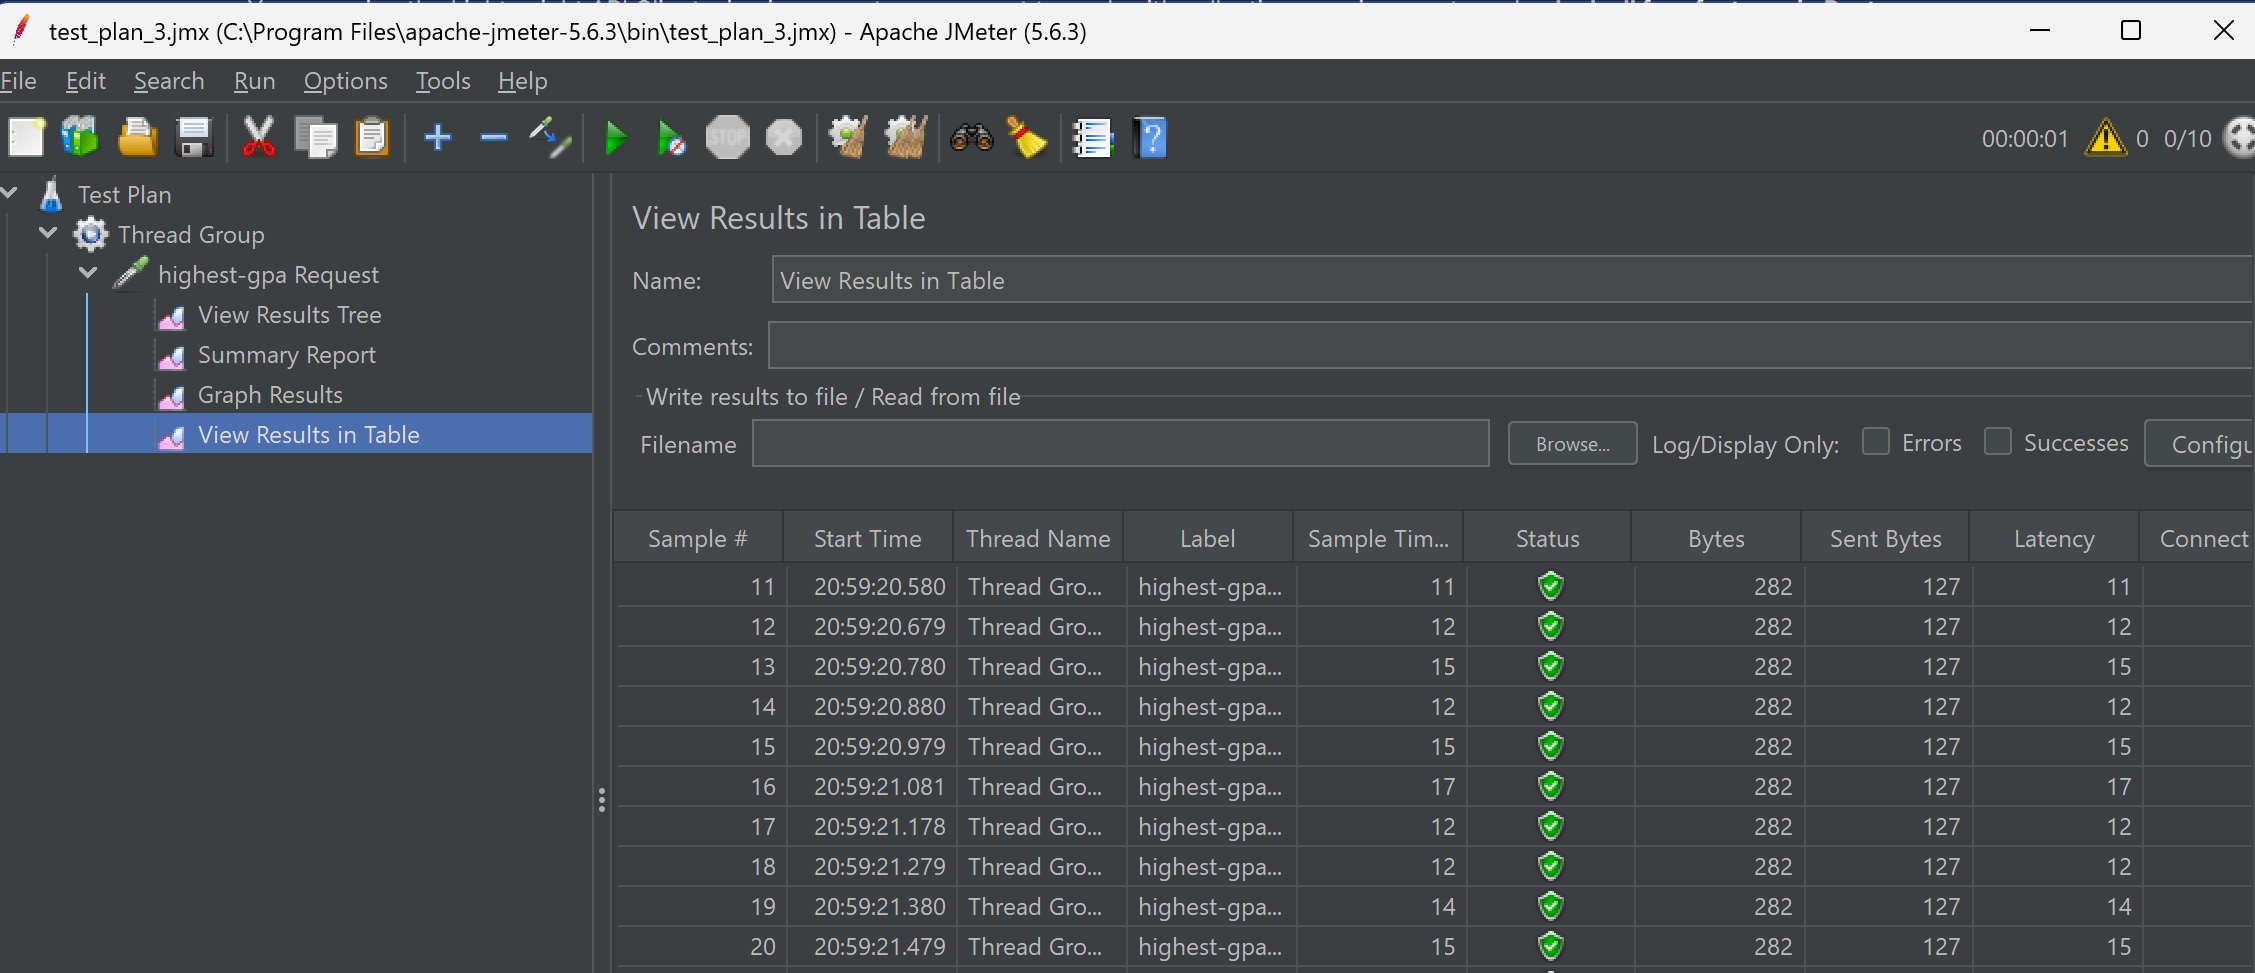 test_plan_3.jmx (C:\Program Files\apache-jmeter-5.6.3\bin\test_plan_3.jmx) - Apache JMeter (5.6.3)
File Edit Search Run Options Tools Help
STOP 00:00:01 0 0/10
Test Plan
Thread Group
highest-gpa Request
View Results Tree
Summary Report
Graph Results
View Results in Table
View Results in Table
Name: View Results in Table
Comments:
Write results to file / Read from file
Filename Browse... Log/Display Only: Errors Successes Configu
Sample # Start Time Thread Name Label Sample Tim... Status Bytes Sent Bytes Latency Connect
11 20:59:20.580 Thread Gro... highest-gpa... 11 282 127 11
12 20:59:20.679 Thread Gro... highest-gpa... 12 282 127 12
13 20:59:20.780 Thread Gro... highest-gpa... 15 282 127 15
14 20:59:20.880 Thread Gro... highest-gpa... 12 282 127 12
15 20:59:20.979 Thread Gro... highest-gpa... 15 282 127 15
16 20:59:21.081 Thread Gro... highest-gpa... 17 282 127 17
17 20:59:21.178 Thread Gro... highest-gpa... 12 282 127 12
18 20:59:21.279 Thread Gro... highest-gpa... 12 282 127 12
19 20:59:21.380 Thread Gro... highest-gpa... 14 282 127 14
20 20:59:21.479 Thread Gro... highest-gpa... 15 282 127 15